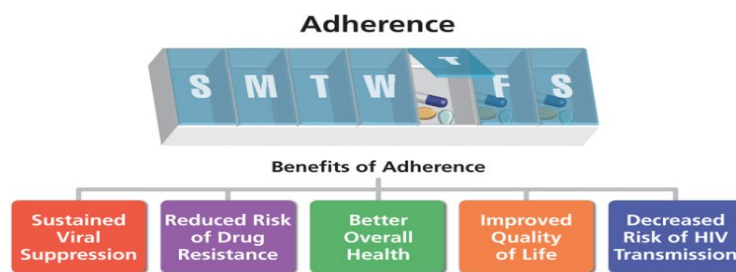 Adherence
S M T W T F S
Benefits of Adherence
Sustained
Viral
Suppression
Reduced Risk
of Drug
Resistance
Better
Overall
Health
Improved
Quality
of Life
Decreased
Risk of HIV
Transmission